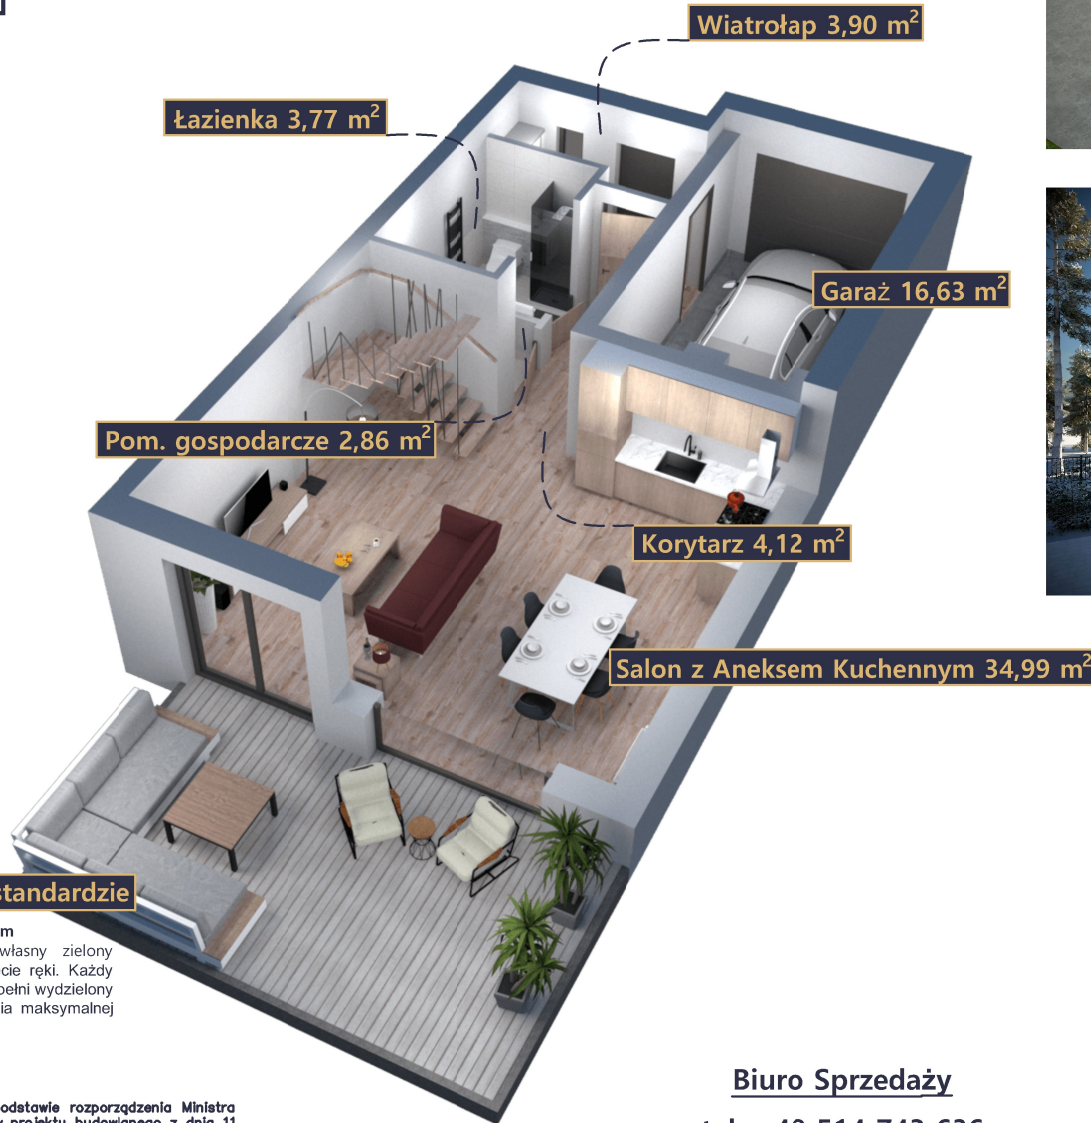 Wiatrołap 3,90 m²
Łazienka 3,77 m²
Garaż 16,63 m²
Pom. gospodarcze 2,86 m²
Korytarz 4,12 m²
Salon z Aneksem Kuchennym 34,99 m²
standardzie
własny zielony
ręki. Każdy
wydzielony
maksymalnej
Biuro Sprzedaży
rozporządzenia Ministra